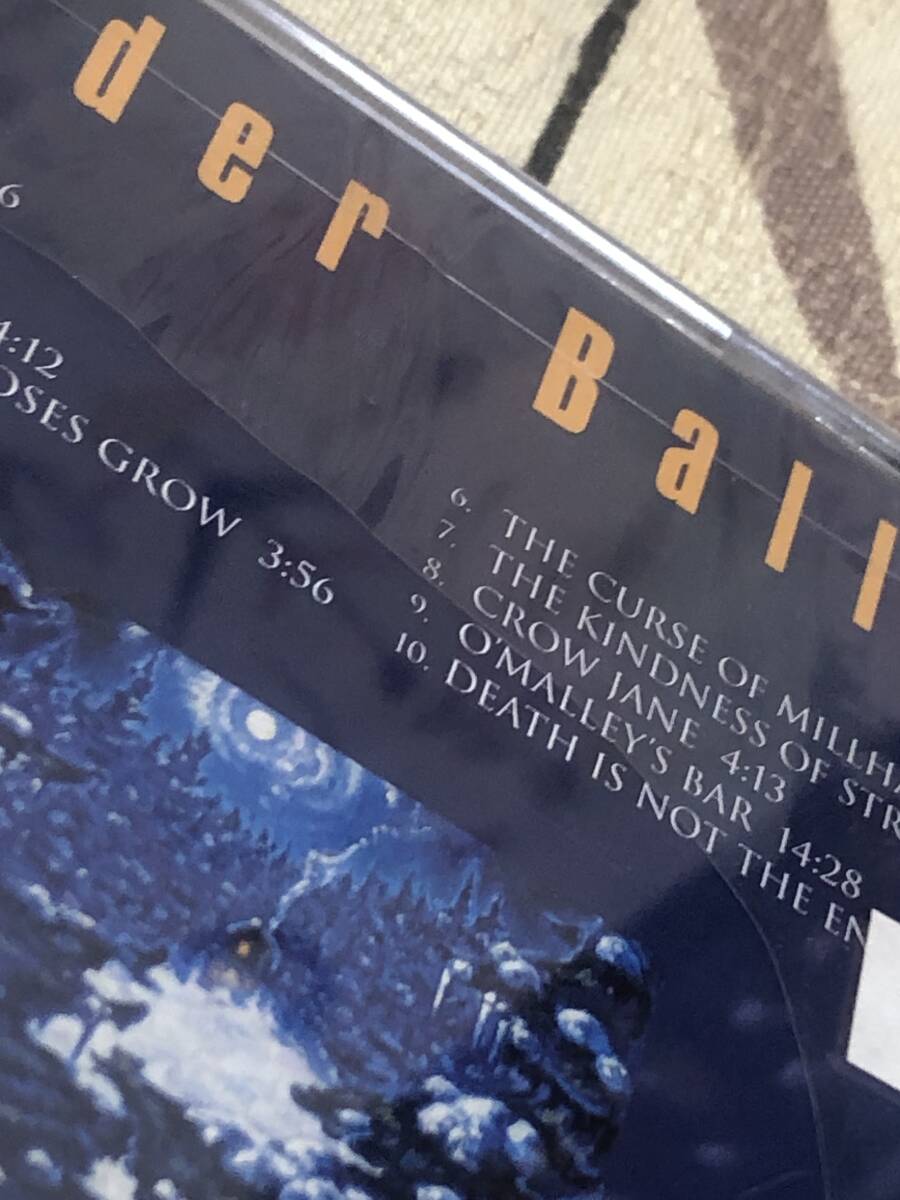 der Ball
6
4:12
OSES GROW 3:56
6. THE CURSE OF MILLHA
7. THE KINDNESS OF STR
8. CROW JANE 4:13
9. O'MALLEY'S BAR 14:28
10. DEATH IS NOT THE EN